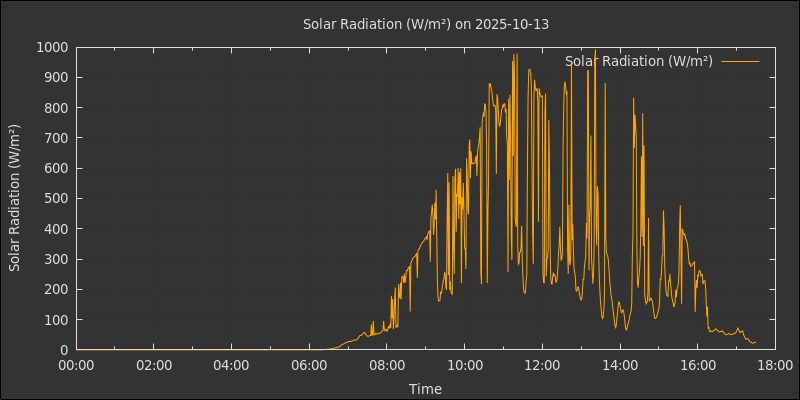 Solar Radiation (W/m²) on 2025-10-13
Solar Radiation (W/m²)
Solar Radiation (W/m²)
1000
900
800
700
600
500
400
300
200
100
0
00:00 02:00 04:00 06:00 08:00 10:00 12:00 14:00 16:00 18:00
Time